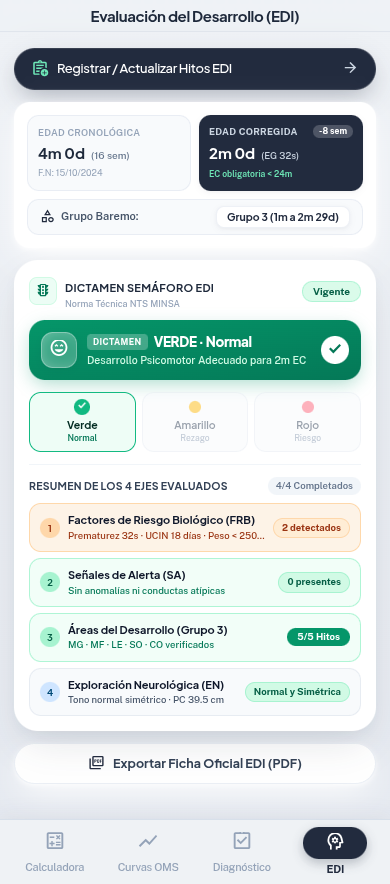 Evaluación del Desarrollo (EDI)
Registrar / Actualizar Hitos EDI
EDAD CRONOLÓGICA
4m 0d (16 sem)
F.N: 15/10/2024
EDAD CORREGIDA -8 sem
2m 0d (EG 32s)
EC obligatoria < 24m
Grupo Baremo: Grupo 3 (1m a 2m 29d)
DICTAMEN SEMÁFORO EDI
Norma Técnica NTS MINSA
Vigente
DICTAMEN VERDE · Normal
Desarrollo Psicomotor Adecuado para 2m EC
Verde
Normal
Amarillo
Rezago
Rojo
Riesgo
RESUMEN DE LOS 4 EJES EVALUADOS 4/4 Completados
1 Factores de Riesgo Biológico (FRB)
Prematurez 32s · UCIN 18 días · Peso < 250...
2 detectados
2 Señales de Alerta (SA)
Sin anomalías ni conductas atípicas
0 presentes
3 Áreas del Desarrollo (Grupo 3)
MG · MF · LE · SO · CO verificados
5/5 Hitos
4 Exploración Neurológica (EN)
Tono normal simétrico · PC 39.5 cm
Normal y Simétrica
PDF Exportar Ficha Oficial EDI (PDF)
Calculadora
Curvas OMS
Diagnóstico
EDI